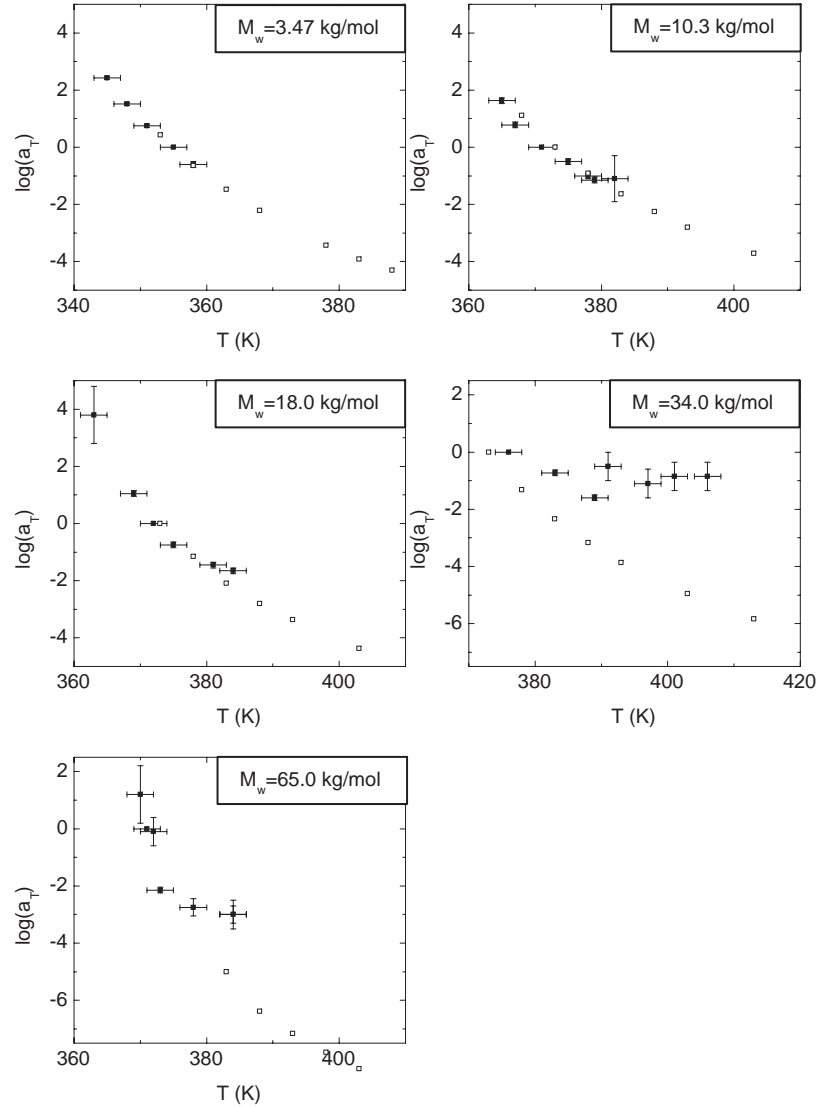 M_w=3.47 kg/mol
4
2
0
-2
-4
log(a_T)
340 360 380
T (K)
M_w=10.3 kg/mol
4
2
0
-2
-4
log(a_T)
360 380 400
T (K)
M_w=18.0 kg/mol
4
2
0
-2
-4
log(a_T)
360 380 400
T (K)
M_w=34.0 kg/mol
2
0
-2
-4
-6
log(a_T)
380 400 420
T (K)
M_w=65.0 kg/mol
2
0
-2
-4
-6
log(a_T)
360 380 400
T (K)